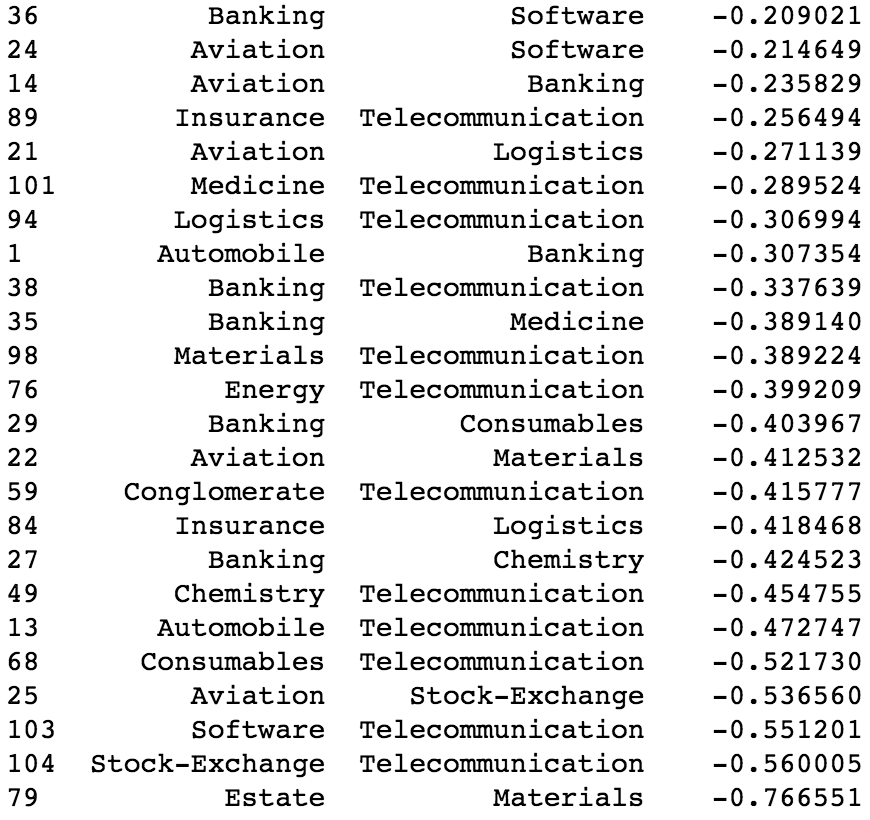 36 Banking Software -0.209021
24 Aviation Software -0.214649
14 Aviation Banking -0.235829
89 Insurance Telecommunication -0.256494
21 Aviation Logistics -0.271139
101 Medicine Telecommunication -0.289524
94 Logistics Telecommunication -0.306994
1 Automobile Banking -0.307354
38 Banking Telecommunication -0.337639
35 Banking Medicine -0.389140
98 Materials Telecommunication -0.389224
76 Energy Telecommunication -0.399209
29 Banking Consumables -0.403967
22 Aviation Materials -0.412532
59 Conglomerate Telecommunication -0.415777
84 Insurance Logistics -0.418468
27 Banking Chemistry -0.424523
49 Chemistry Telecommunication -0.454755
13 Automobile Telecommunication -0.472747
68 Consumables Telecommunication -0.521730
25 Aviation Stock-Exchange -0.536560
103 Software Telecommunication -0.551201
104 Stock-Exchange Telecommunication -0.560005
79 Estate Materials -0.766551